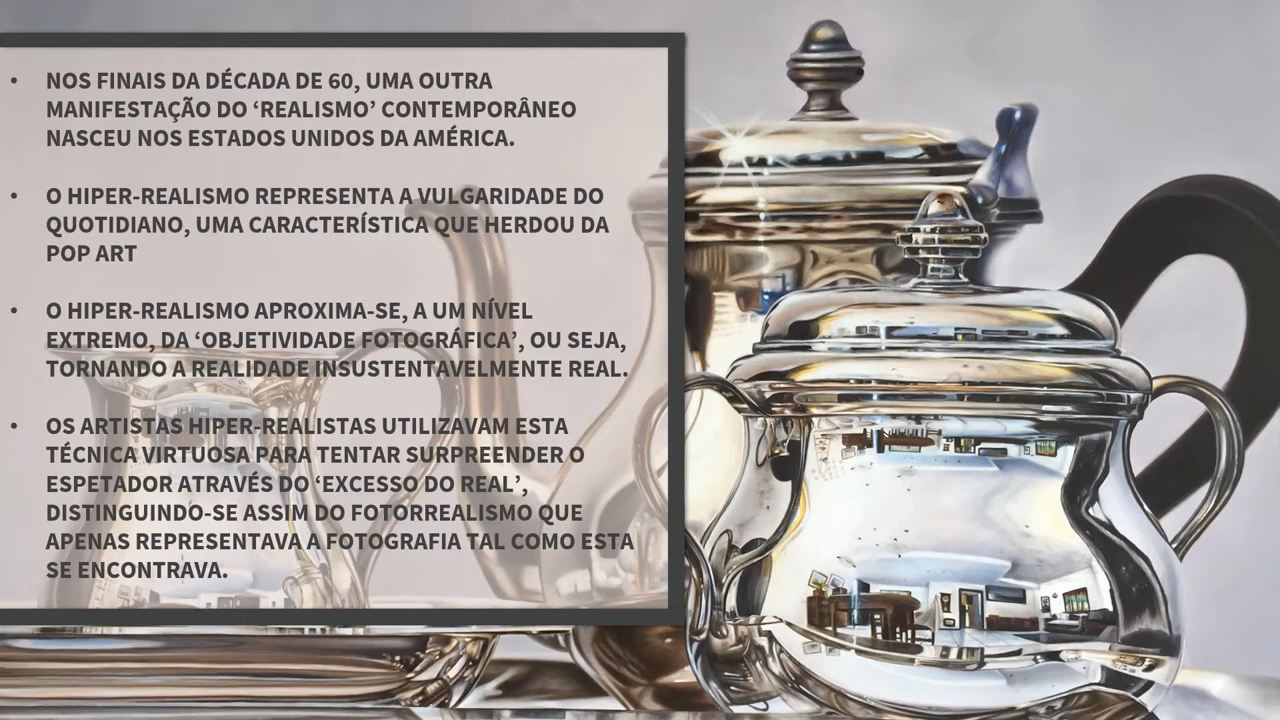 • NOS FINAIS DA DÉCADA DE 60, UMA OUTRA
MANIFESTAÇÃO DO ‘REALISMO’ CONTEMPORÂNEO
NASCEU NOS ESTADOS UNIDOS DA AMÉRICA.
• O HIPER-REALISMO REPRESENTA A VULGARIDADE DO
QUOTIDIANO, UMA CARACTERÍSTICA QUE HERDOU DA
POP ART
• O HIPER-REALISMO APROXIMA-SE, A UM NÍVEL
EXTREMO, DA ‘OBJETIVIDADE FOTOGRÁFICA’, OU SEJA,
TORNANDO A REALIDADE INSUSTENTAVELMENTE REAL.
• OS ARTISTAS HIPER-REALISTAS UTILIZAVAM ESTA
TÉCNICA VIRTUOSA PARA TENTAR SURPREENDER O
ESPETADOR ATRAVÉS DO ‘EXCESSO DO REAL’,
DISTINGUINDO-SE ASSIM DO FOTORREALISMO QUE
APENAS REPRESENTAVA A FOTOGRAFIA TAL COMO ESTA
SE ENCONTRAVA.